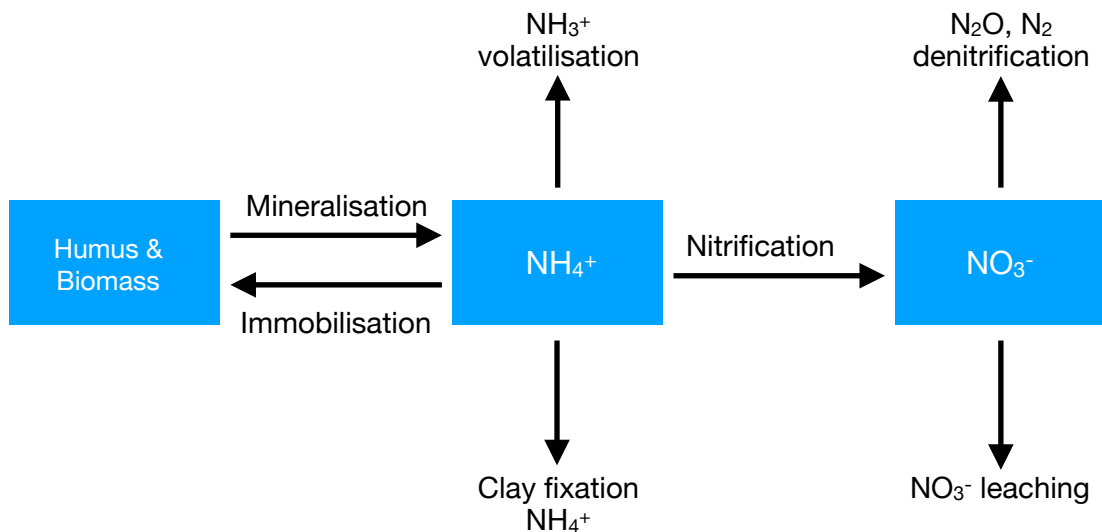 NH₃⁺
volatilisation
N₂O, N₂
denitrification
Mineralisation
Humus &
Biomass
NH₄⁺
Nitrification
NO₃⁻
Immobilisation
Clay fixation
NH₄⁺
NO₃⁻ leaching